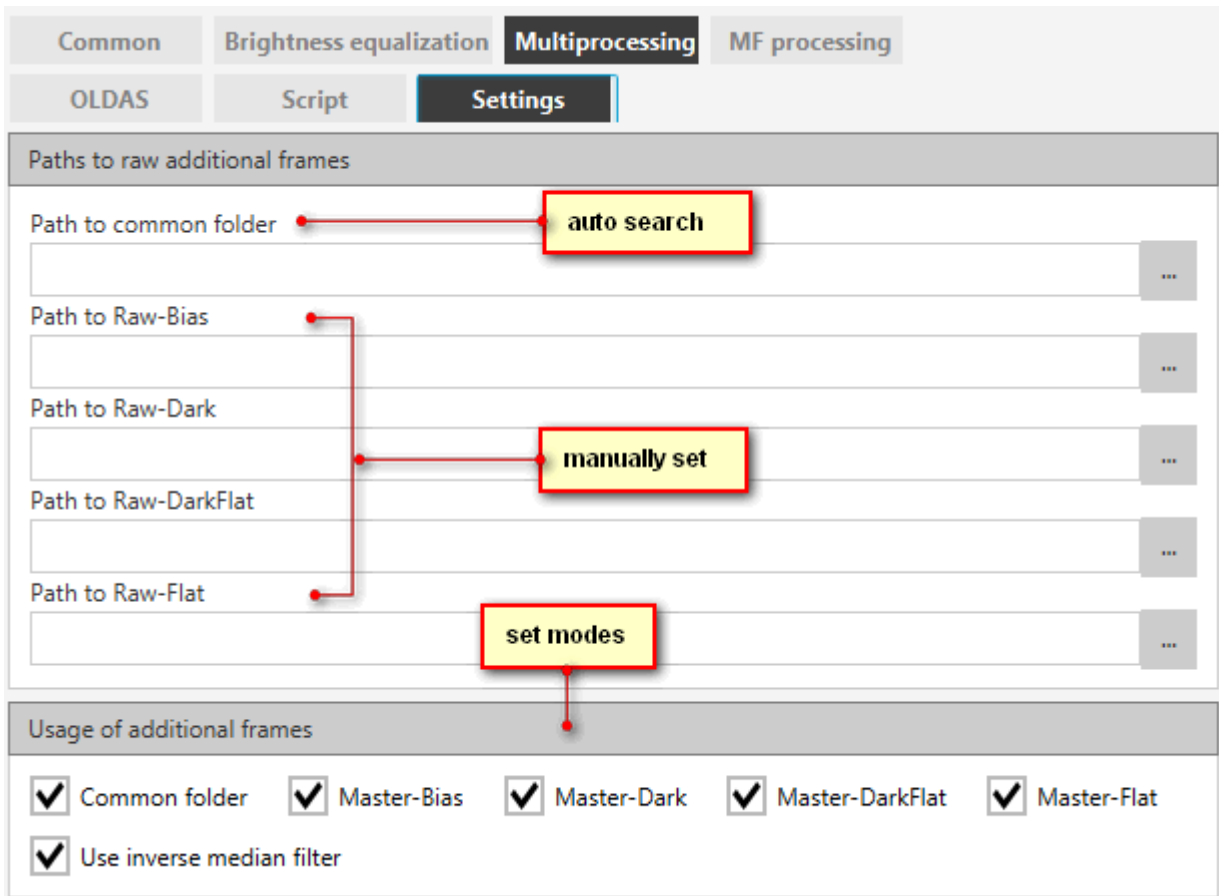 Common Brightness equalization Multiprocessing MF processing
OLDAS Script Settings
Paths to raw additional frames
Path to common folder auto search
...
Path to Raw-Bias
...
Path to Raw-Dark
manually set ...
Path to Raw-DarkFlat
...
Path to Raw-Flat
set modes ...
Usage of additional frames
Common folder Master-Bias Master-Dark Master-DarkFlat Master-Flat
Use inverse median filter